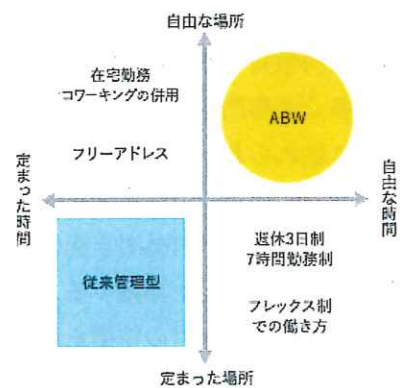 自由な場所
在宅勤務
コワーキングの併用
ABW
フリーアドレス
定まった時間
自由な時間
週休3日制
7時間勤務制
従来管理型
フレックス制
での働き方
定まった場所